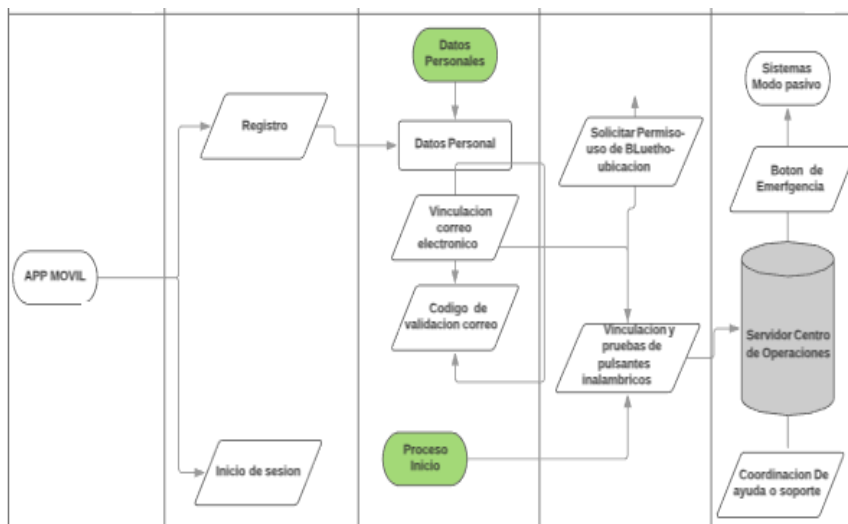 APP MOVIL
Registro
Inicio de sesion
Datos
Personales
Datos Personal
Vinculacion
correo
electronico
Codigo de
validacion correo
Proceso
Inicio
Solicitar Permiso-
uso de BLuetho-
ubicacion
Vinculacion y
pruebas de
pulsantes
inalambricos
Sistemas
Modo pasivo
Boton de
Emerfgencia
Servidor Centro
de Operaciones
Coordinacion De
ayuda o soporte